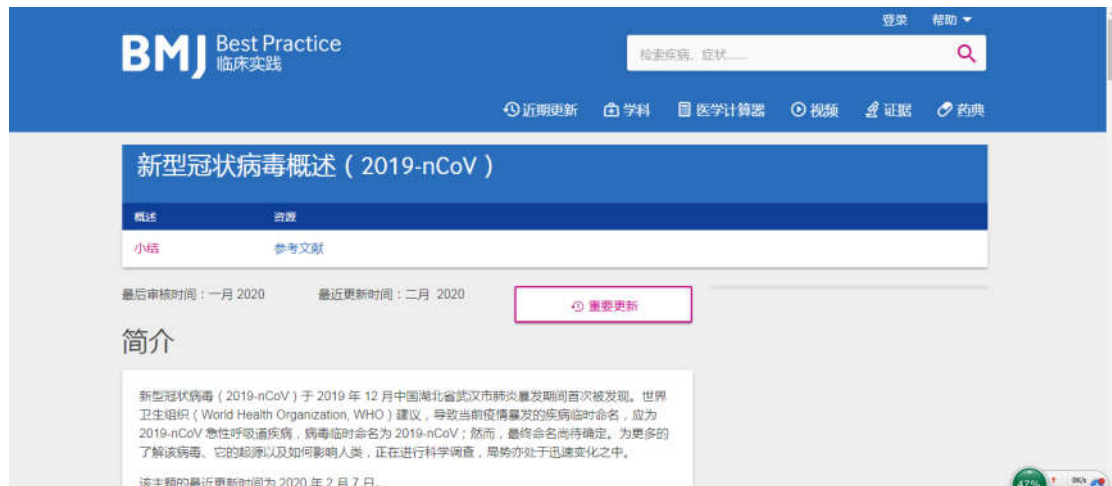 登录 帮助
BMJ Best Practice
临床实践
检索疾病、症状......
近期更新 学科 医学计算器 视频 证据 药典
新型冠状病毒概述（2019-nCoV）
概述 资源
小结 参考文献
最后审核时间：一月 2020 最近更新时间：二月 2020
重要更新
简介
新型冠状病毒（2019-nCoV）于 2019 年 12 月中国湖北省武汉市肺炎暴发期间首次被发现。世界
卫生组织（World Health Organization, WHO）建议，导致当前疫情暴发的疾病临时命名，应为
2019-nCoV 急性呼吸道疾病，病毒临时命名为 2019-nCoV；然而，最终命名尚待确定。为更多的
了解该病毒、它的起源以及如何影响人类，正在进行科学调查，局势亦处于迅速变化之中。
该主题的最近更新时间为 2020 年 2 月 7 日。
47% 0K/s